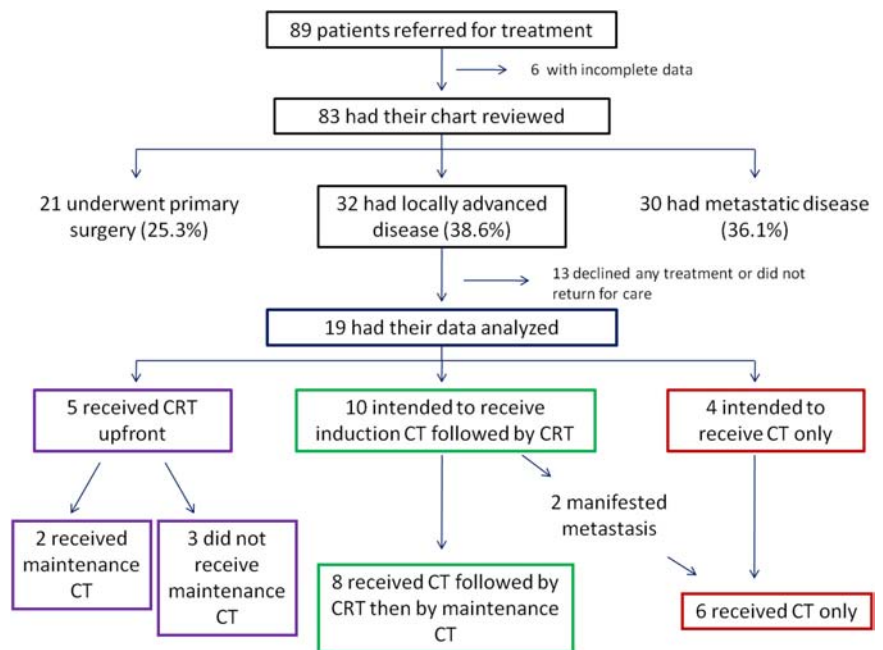 89 patients referred for treatment
6 with incomplete data
83 had their chart reviewed
21 underwent primary
surgery (25.3%)
32 had locally advanced
disease (38.6%)
30 had metastatic disease
(36.1%)
13 declined any treatment or did not
return for care
19 had their data analyzed
5 received CRT
upfront
10 intended to receive
induction CT followed by CRT
4 intended to
receive CT only
2 manifested
metastasis
2 received
maintenance
CT
3 did not
receive
maintenance
CT
8 received CT followed by
CRT then by maintenance
CT
6 received CT only